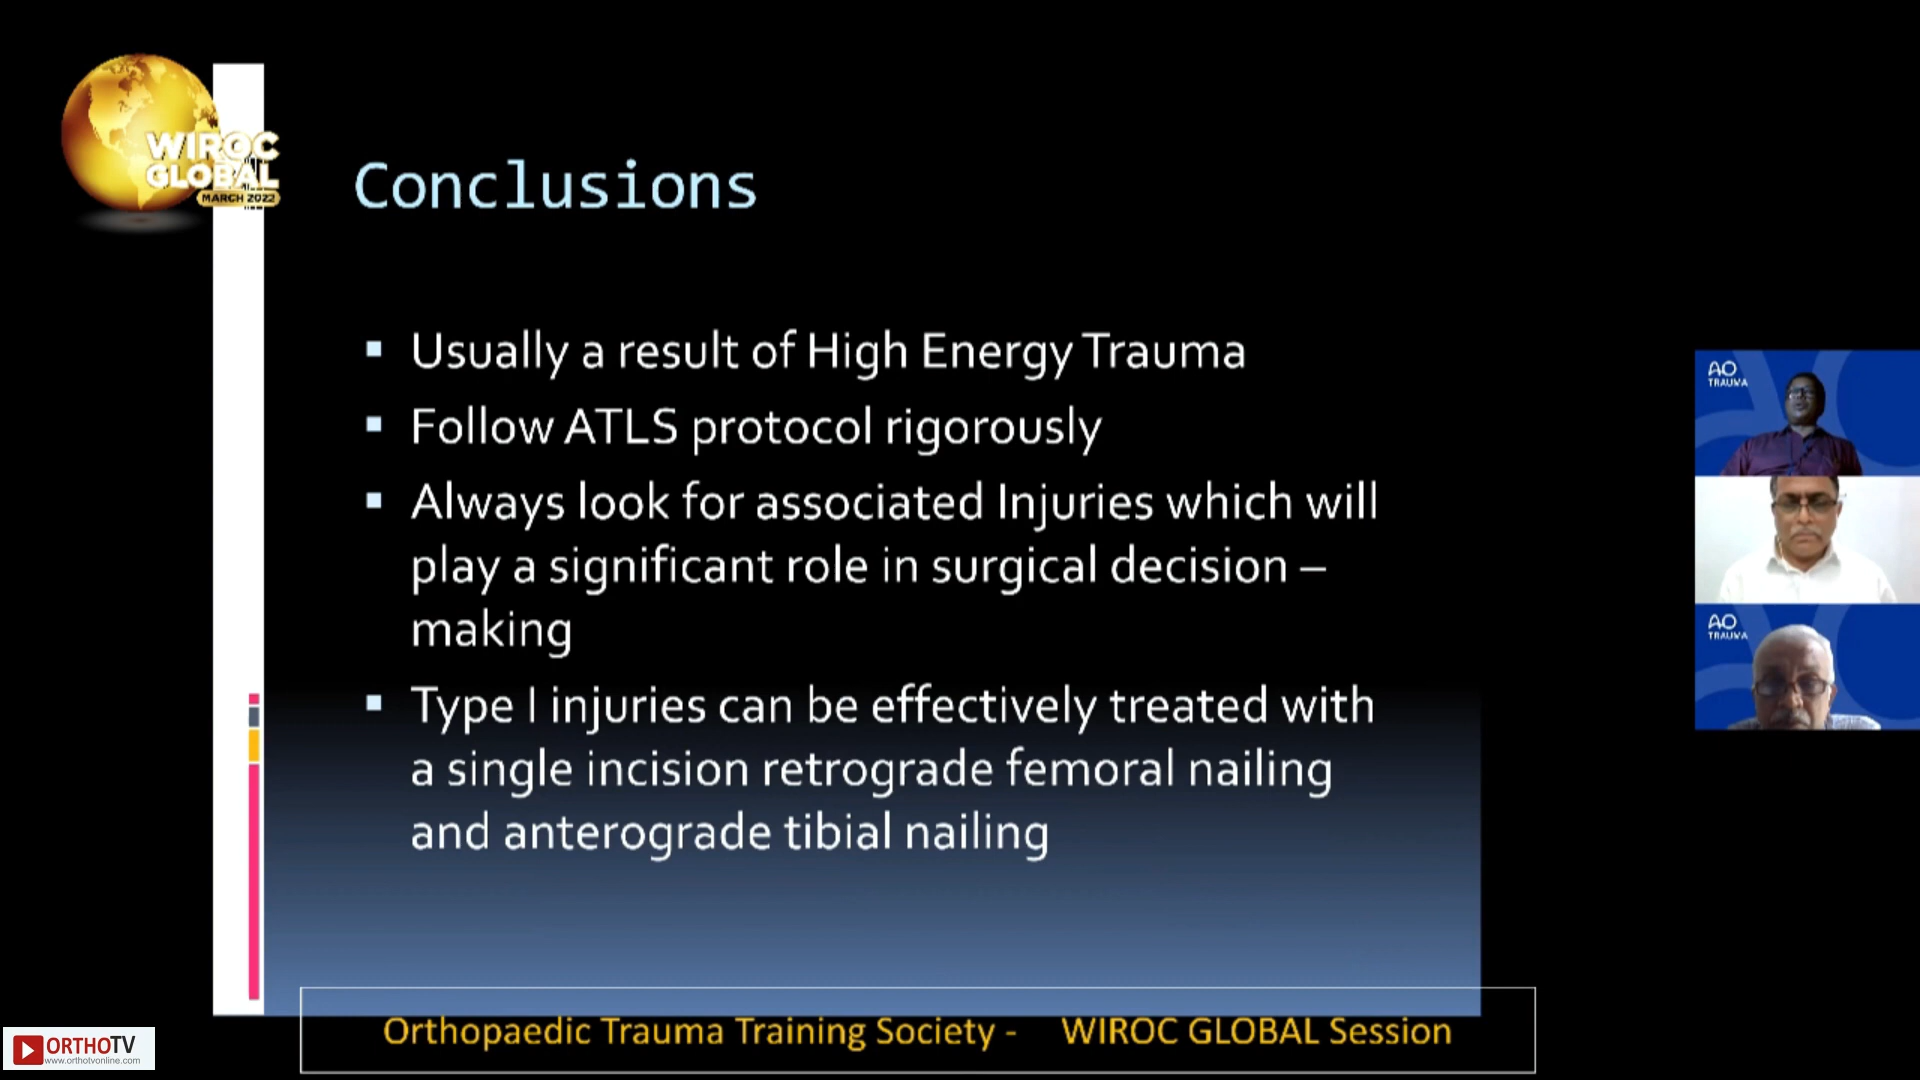 WIROC
GLOBAL
MARCH 2022
Conclusions
▪ Usually a result of High Energy Trauma
▪ Follow ATLS protocol rigorously
▪ Always look for associated Injuries which will
play a significant role in surgical decision –
making
▪ Type I injuries can be effectively treated with
a single incision retrograde femoral nailing
and anterograde tibial nailing
AO
TRAUMA
AO
TRAUMA
Orthopaedic Trauma Training Society - WIROC GLOBAL Session
ORTHOTV
www.orthotvonline.com